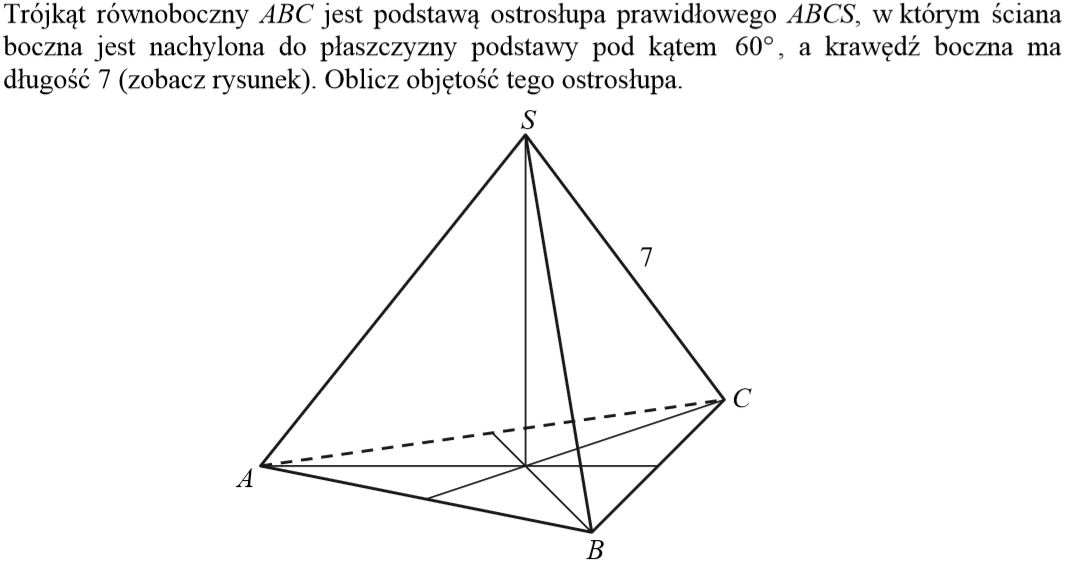 Trójkąt równoboczny ABC jest podstawą ostrosłupa prawidłowego ABCS, w którym ściana
boczna jest nachylona do płaszczyzny podstawy pod kątem 60°, a krawędź boczna ma
długość 7 (zobacz rysunek). Oblicz objętość tego ostrosłupa.
S
7
C
A
B